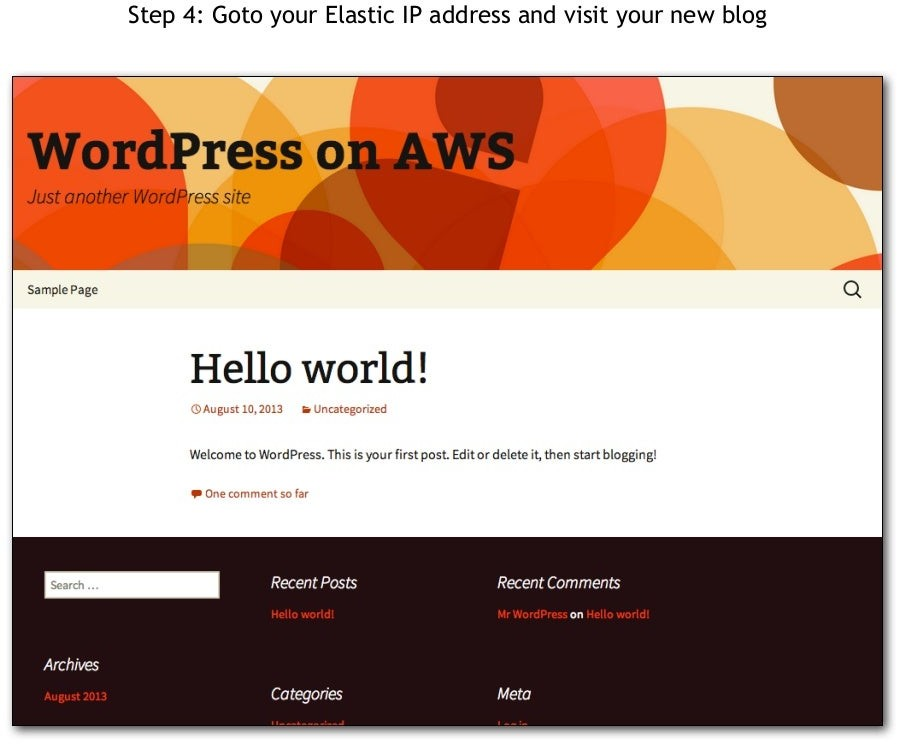 Step 4: Goto your Elastic IP address and visit your new blog
WordPress on AWS
Just another WordPress site
Sample Page
Hello world!
August 10, 2013 Uncategorized
Welcome to WordPress. This is your first post. Edit or delete it, then start blogging!
One comment so far
Search ...
Recent Posts
Hello world!
Recent Comments
Mr WordPress on Hello world!
Archives
August 2013
Categories
Uncategorized
Meta
Log in